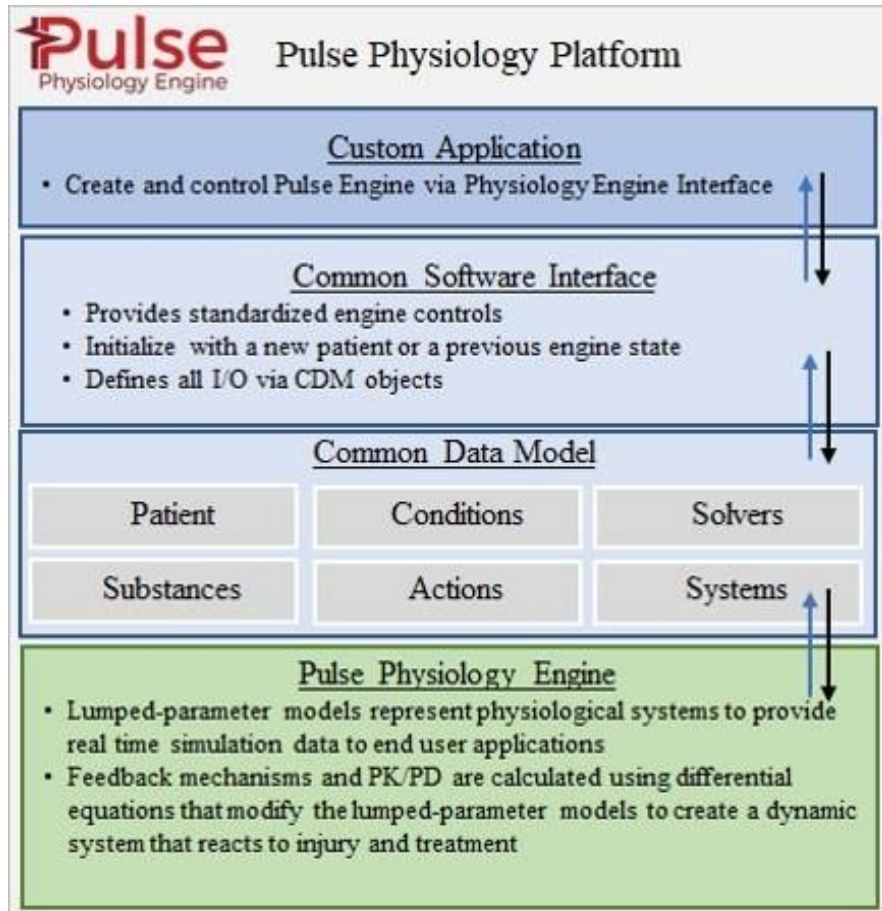 Pulse
Physiology Engine
Pulse Physiology Platform
Custom Application
• Create and control Pulse Engine via Physiology Engine Interface
Common Software Interface
• Provides standardized engine controls
• Initialize with a new patient or a previous engine state
• Defines all I/O via CDM objects
Common Data Model
Patient
Conditions
Solvers
Substances
Actions
Systems
Pulse Physiology Engine
• Lumped-parameter models represent physiological systems to provide
real time simulation data to end user applications
• Feedback mechanisms and PK/PD are calculated using differential
equations that modify the lumped-parameter models to create a dynamic
system that reacts to injury and treatment